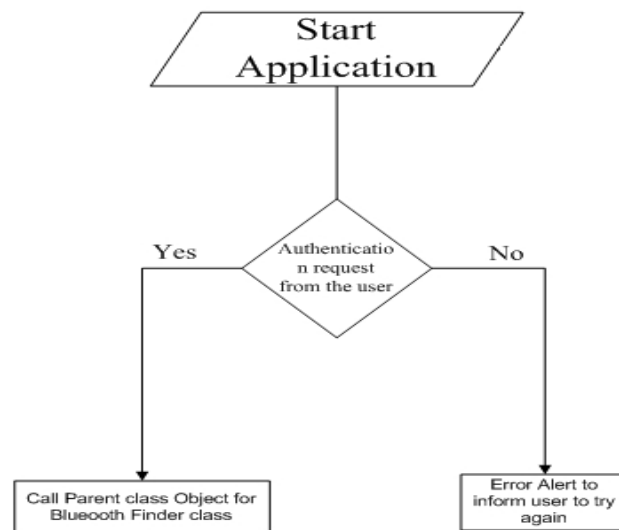 Start
Application
Yes
Authenticatio
n request
from the user
No
Call Parent class Object for
Blueooth Finder class
Error Alert to
inform user to try
again